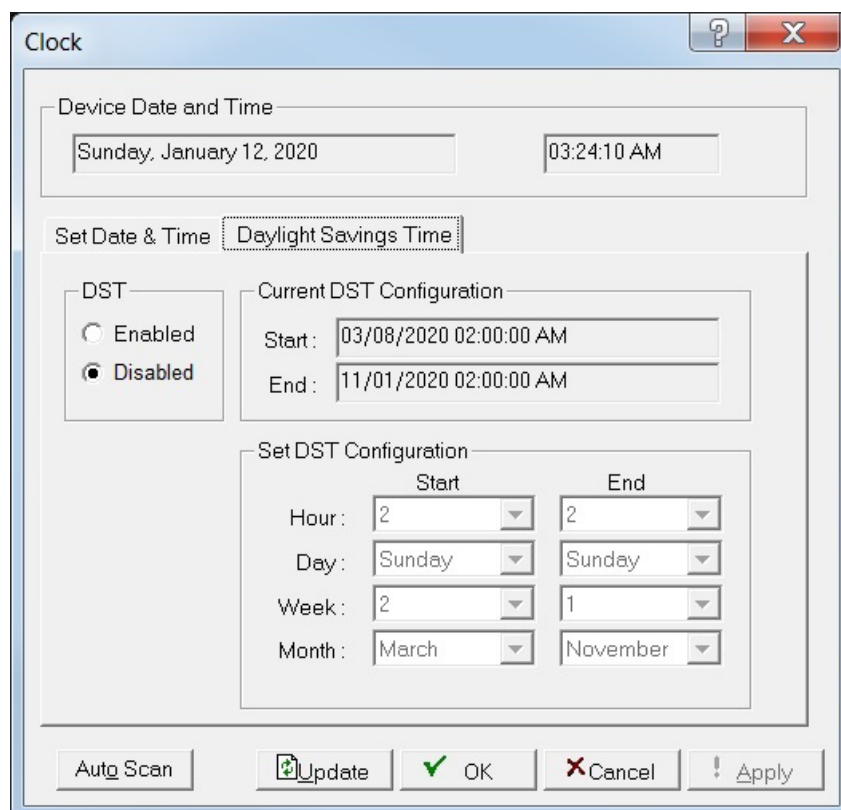 Clock
?
X
Device Date and Time
Sunday, January 12, 2020 03:24:10 AM
Set Date & Time Daylight Savings Time
DST
Enabled
Disabled
Current DST Configuration
Start : 03/08/2020 02:00:00 AM
End : 11/01/2020 02:00:00 AM
Set DST Configuration
Start End
Hour : 2 2
Day : Sunday Sunday
Week : 2 1
Month : March November
Auto Scan Update OK Cancel ! Apply